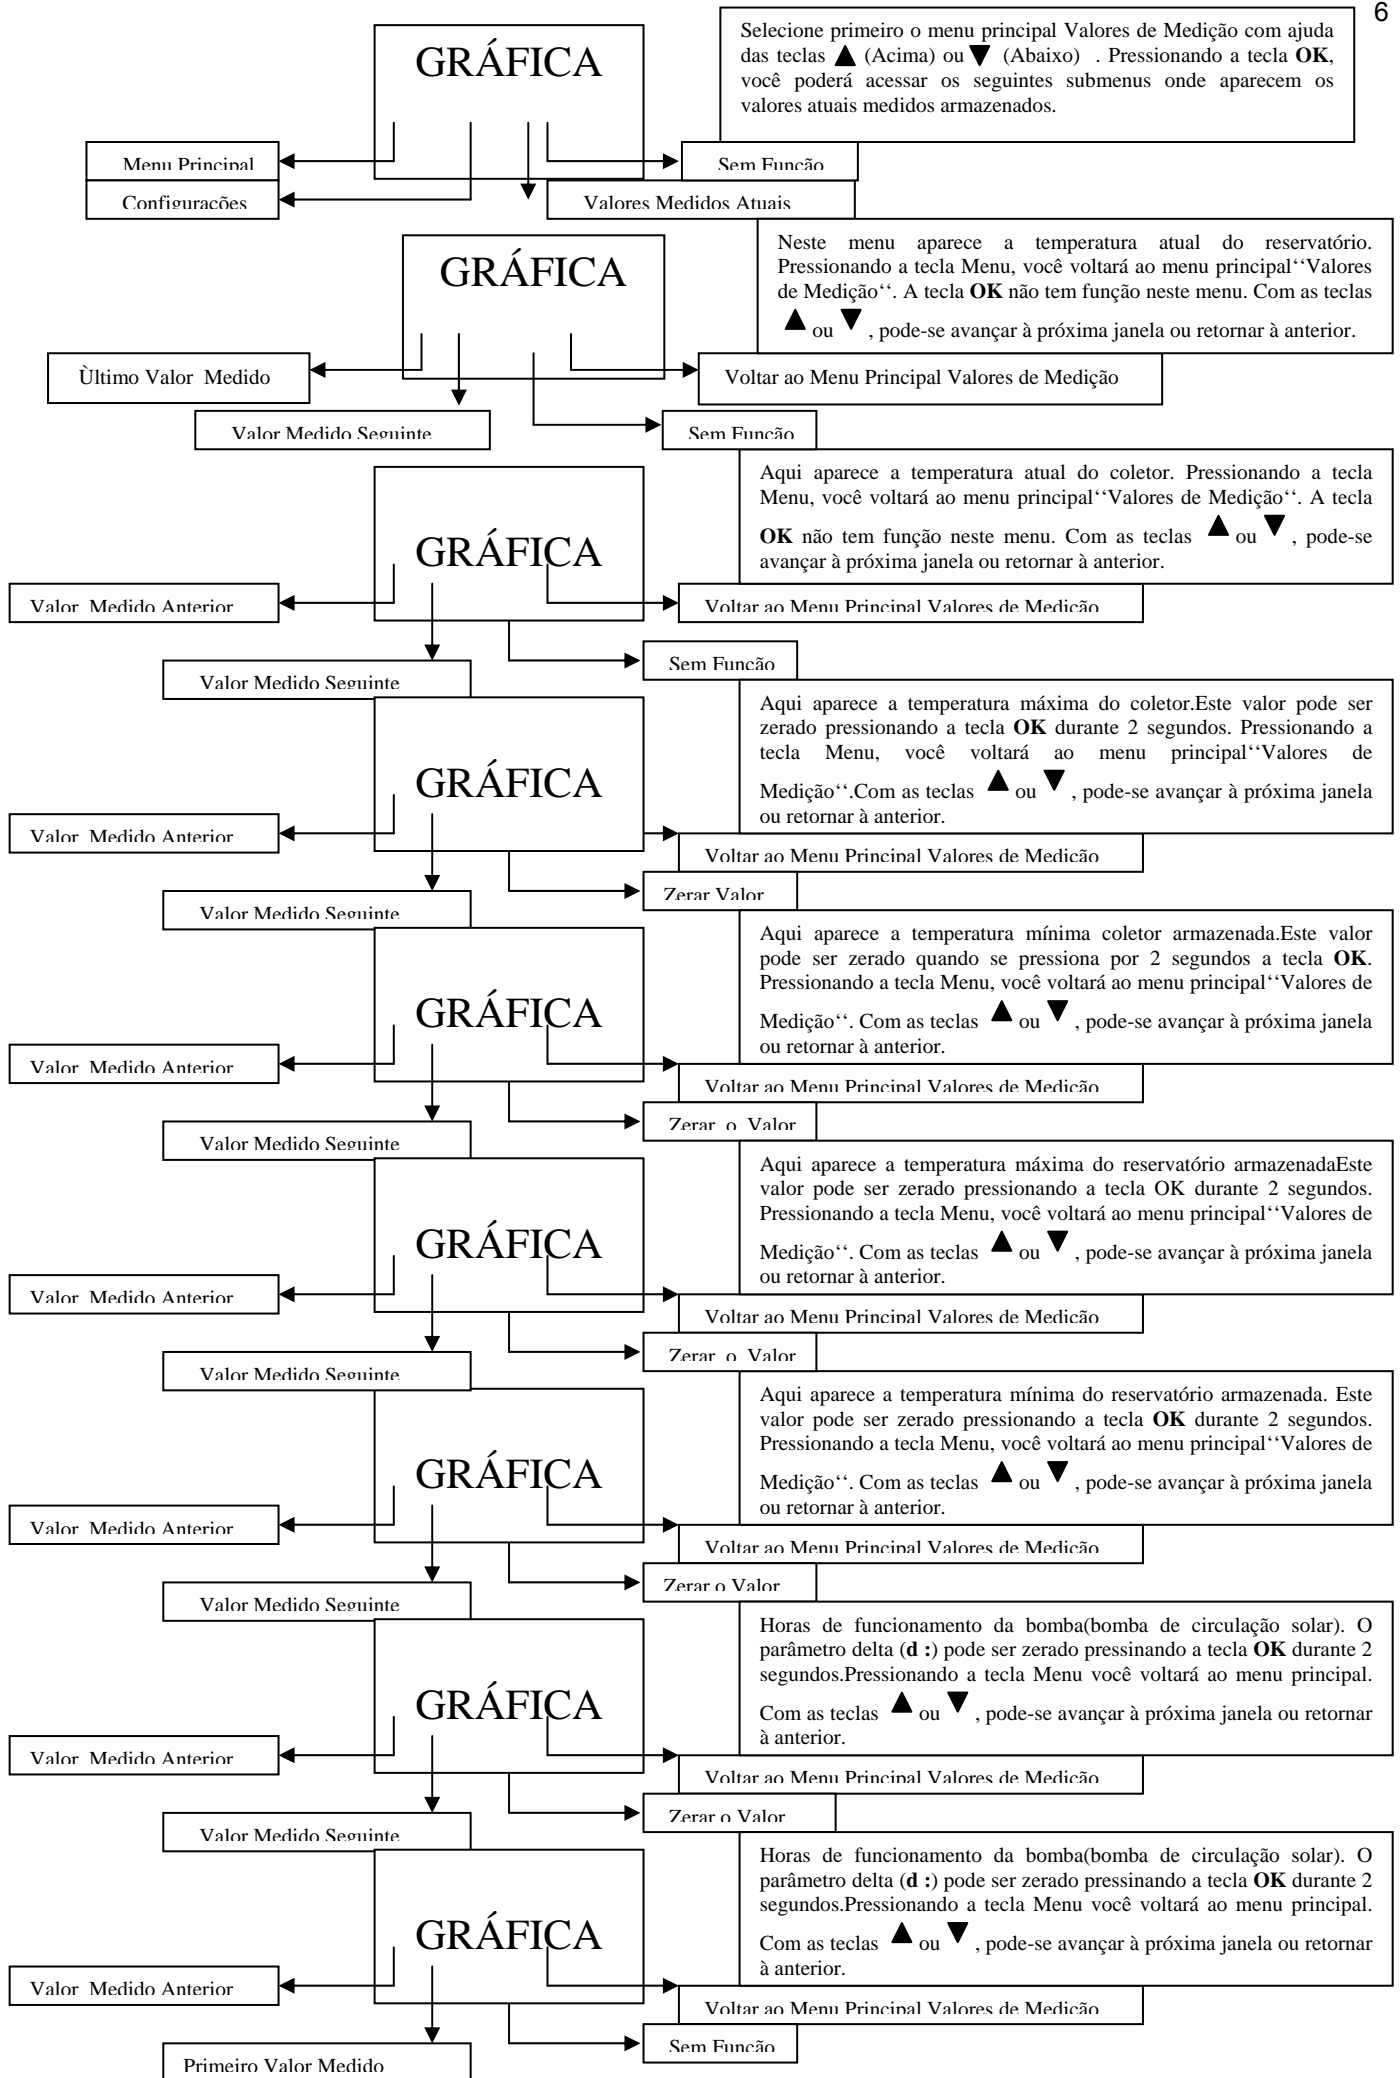 6
GRÁFICA
Selecione primeiro o menu principal Valores de Medição com ajuda
das teclas ▲ (Acima) ou ▼ (Abaixo) . Pressionando a tecla OK,
você poderá acessar os seguintes submenus onde aparecem os
valores atuais medidos armazenados.
Menu Principal
Sem Função
Configurações
Valores Medidos Atuais
GRÁFICA
Neste menu aparece a temperatura atual do reservatório.
Pressionando a tecla Menu, você voltará ao menu principal‘‘Valores
de Medição‘‘. A tecla OK não tem função neste menu. Com as teclas
▲ ou ▼ , pode-se avançar à próxima janela ou retornar à anterior.
Ùltimo Valor Medido
Voltar ao Menu Principal Valores de Medição
Valor Medido Seguinte
Sem Função
GRÁFICA
Aqui aparece a temperatura atual do coletor. Pressionando a tecla
Menu, você voltará ao menu principal‘‘Valores de Medição‘‘. A tecla
OK não tem função neste menu. Com as teclas ▲ ou ▼ , pode-se
avançar à próxima janela ou retornar à anterior.
Valor Medido Anterior
Voltar ao Menu Principal Valores de Medição
Sem Função
Valor Medido Seguinte
GRÁFICA
Aqui aparece a temperatura máxima do coletor.Este valor pode ser
zerado pressionando a tecla OK durante 2 segundos. Pressionando a
tecla Menu, você voltará ao menu principal‘‘Valores de
Medição‘‘.Com as teclas ▲ ou ▼ , pode-se avançar à próxima janela
ou retornar à anterior.
Valor Medido Anterior
Voltar ao Menu Principal Valores de Medição
Zerar Valor
Valor Medido Seguinte
GRÁFICA
Aqui aparece a temperatura mínima coletor armazenada.Este valor
pode ser zerado quando se pressiona por 2 segundos a tecla OK.
Pressionando a tecla Menu, você voltará ao menu principal‘‘Valores de
Medição‘‘. Com as teclas ▲ ou ▼ , pode-se avançar à próxima janela
ou retornar à anterior.
Valor Medido Anterior
Voltar ao Menu Principal Valores de Medição
Zerar o Valor
Valor Medido Seguinte
GRÁFICA
Aqui aparece a temperatura máxima do reservatório armazenadaEste
valor pode ser zerado pressionando a tecla OK durante 2 segundos.
Pressionando a tecla Menu, você voltará ao menu principal‘‘Valores de
Medição‘‘. Com as teclas ▲ ou ▼ , pode-se avançar à próxima janela
ou retornar à anterior.
Valor Medido Anterior
Voltar ao Menu Principal Valores de Medição
Zerar o Valor
Valor Medido Seguinte
GRÁFICA
Aqui aparece a temperatura mínima do reservatório armazenada. Este
valor pode ser zerado pressionando a tecla OK durante 2 segundos.
Pressionando a tecla Menu, você voltará ao menu principal‘‘Valores de
Medição‘‘. Com as teclas ▲ ou ▼ , pode-se avançar à próxima janela
ou retornar à anterior.
Valor Medido Anterior
Voltar ao Menu Principal Valores de Medição
Zerar o Valor
Valor Medido Seguinte
GRÁFICA
Horas de funcionamento da bomba(bomba de circulação solar). O
parâmetro delta (d :) pode ser zerado pressinando a tecla OK durante 2
segundos.Pressionando a tecla Menu você voltará ao menu principal.
Com as teclas ▲ ou ▼ , pode-se avançar à próxima janela ou retornar
à anterior.
Valor Medido Anterior
Voltar ao Menu Principal Valores de Medição
Zerar o Valor
Valor Medido Seguinte
GRÁFICA
Horas de funcionamento da bomba(bomba de circulação solar). O
parâmetro delta (d :) pode ser zerado pressinando a tecla OK durante 2
segundos.Pressionando a tecla Menu você voltará ao menu principal.
Com as teclas ▲ ou ▼ , pode-se avançar à próxima janela ou retornar
à anterior.
Valor Medido Anterior
Voltar ao Menu Principal Valores de Medição
Sem Função
Primeiro Valor Medido